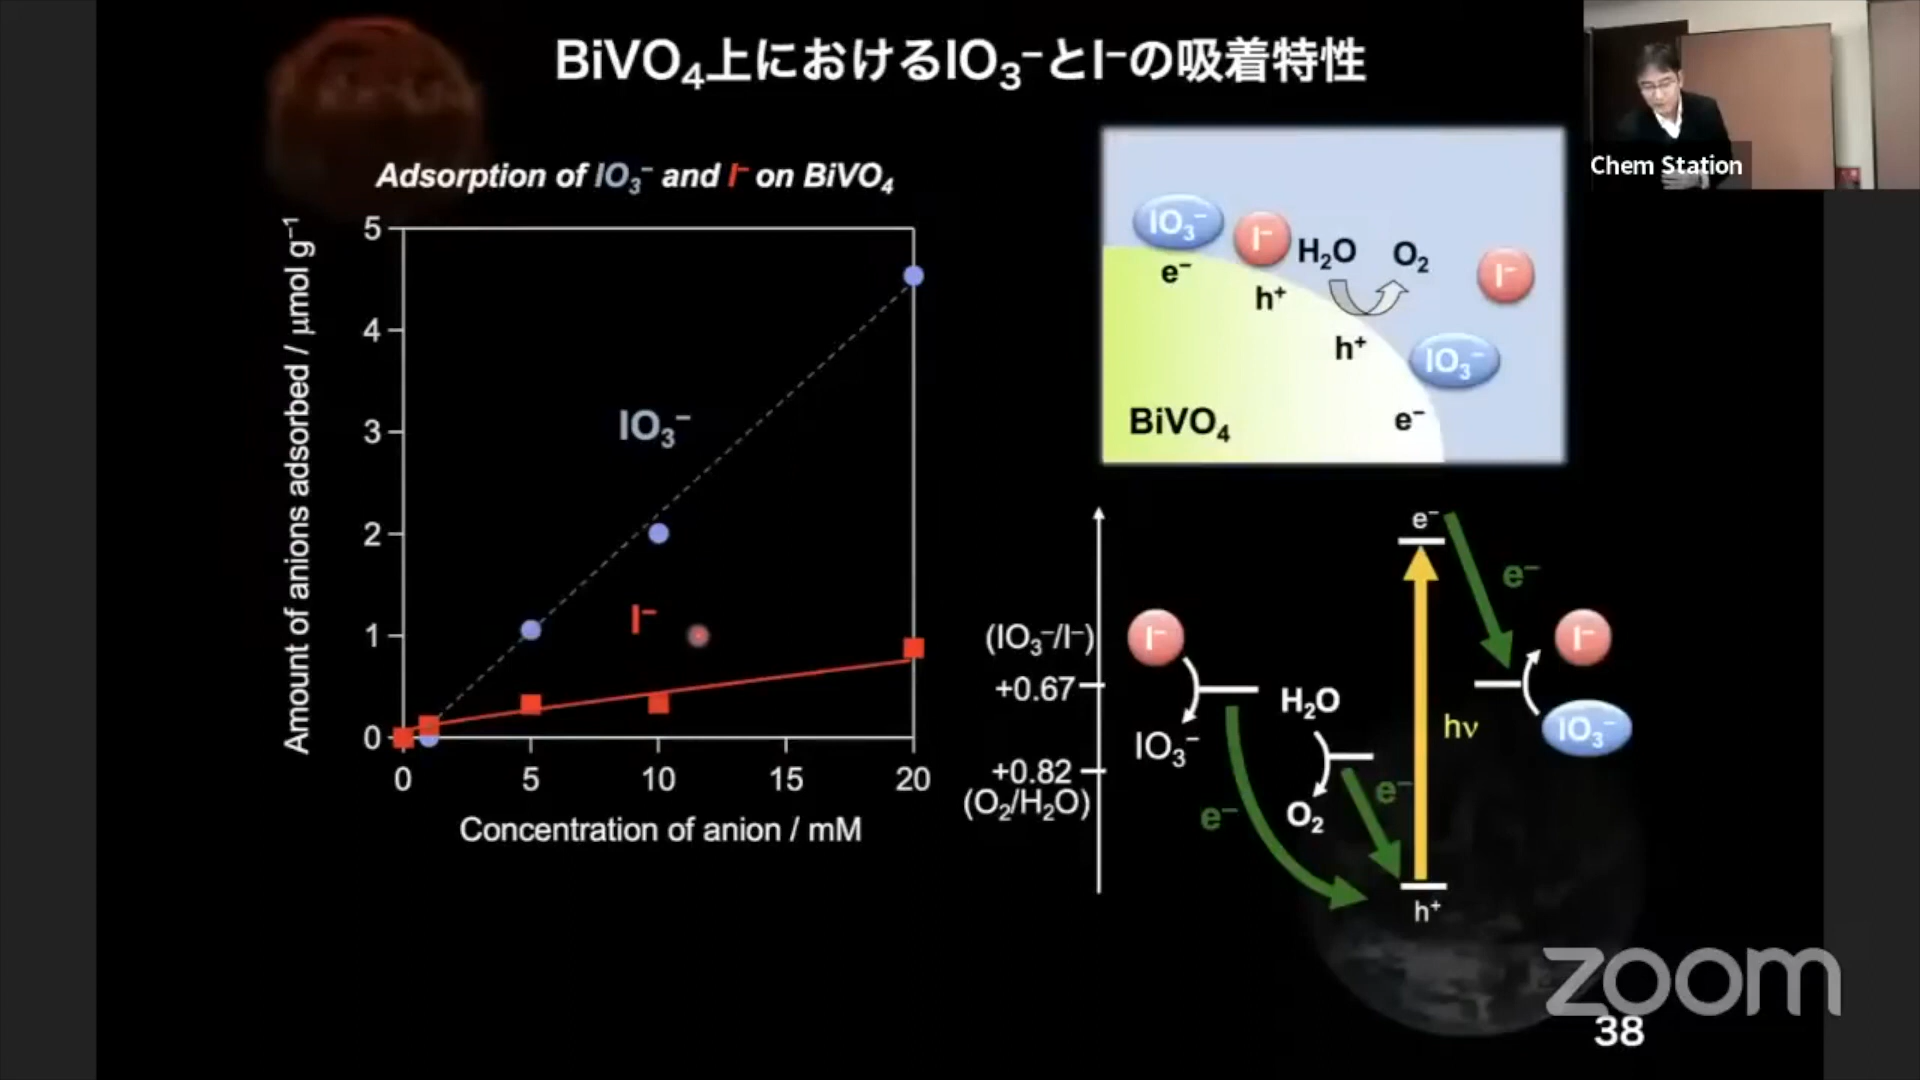 BiVO₄上におけるIO₃⁻とI⁻の吸着特性
Chem Station
Adsorption of IO₃⁻ and I⁻ on BiVO₄
Amount of anions adsorbed / μmol g⁻¹
5
4
3
2
1
0
IO₃⁻
I⁻
0 5 10 15 20
Concentration of anion / mM
IO₃⁻ I⁻ H₂O O₂ I⁻
e⁻ h⁺
h⁺ IO₃⁻
BiVO₄ e⁻
e⁻
e⁻
(IO₃⁻/I⁻) I⁻ I⁻
+0.67 H₂O
IO₃⁻ hν IO₃⁻
+0.82
(O₂/H₂O) e⁻ O₂ e⁻
h⁺
zoom
38